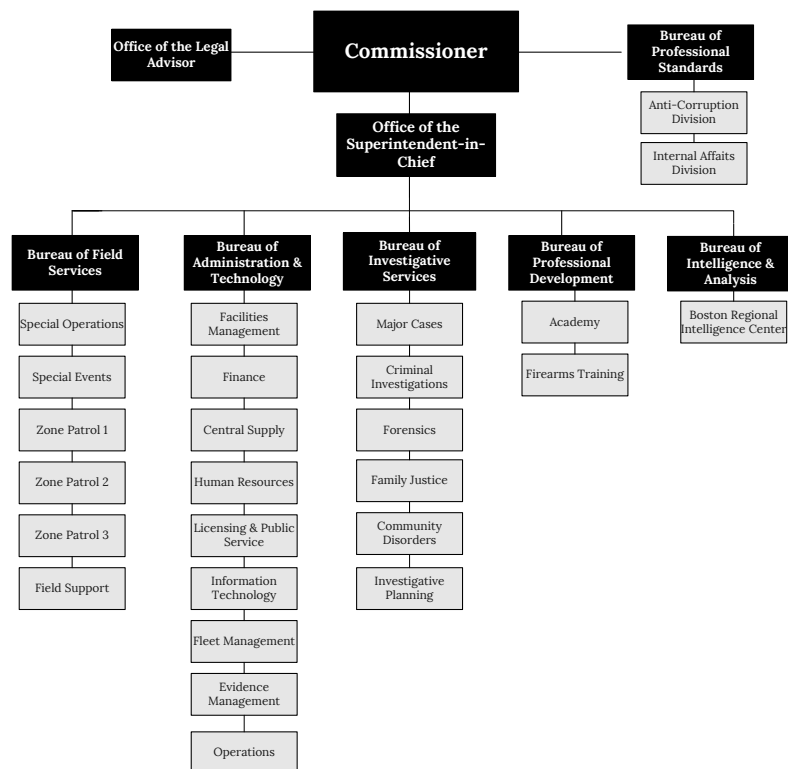 Office of the Legal
Advisor
Commissioner
Bureau of
Professional
Standards
Anti-Corruption
Division
Internal Affaits
Division
Office of the
Superintendent-in-
Chief
Bureau of Field
Services
Special Operations
Special Events
Zone Patrol 1
Zone Patrol 2
Zone Patrol 3
Field Support
Bureau of
Administration &
Technology
Facilities
Management
Finance
Central Supply
Human Resources
Licensing & Public
Service
Information
Technology
Fleet Management
Evidence
Management
Operations
Bureau of
Investigative
Services
Major Cases
Criminal
Investigations
Forensics
Family Justice
Community
Disorders
Investigative
Planning
Bureau of
Professional
Development
Academy
Firearms Training
Bureau of
Intelligence &
Analysis
Boston Regional
Intelligence Center